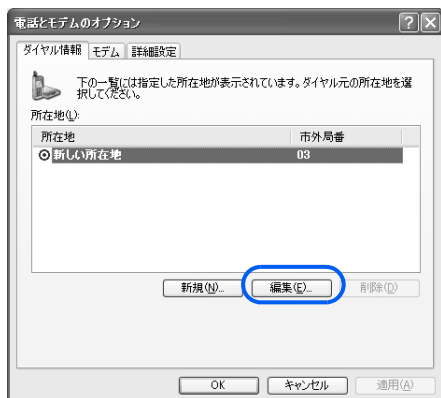 電話とモデムのオプション
ダイヤル情報 モデム 詳細設定
下の一覧には指定した所在地が表示されています。ダイヤル元の所在地を選
択してください。
所在地(L):
所在地 市外局番
新しい所在地 03
新規(N)... 編集(E)... 削除(D)
OK キャンセル 適用(A)